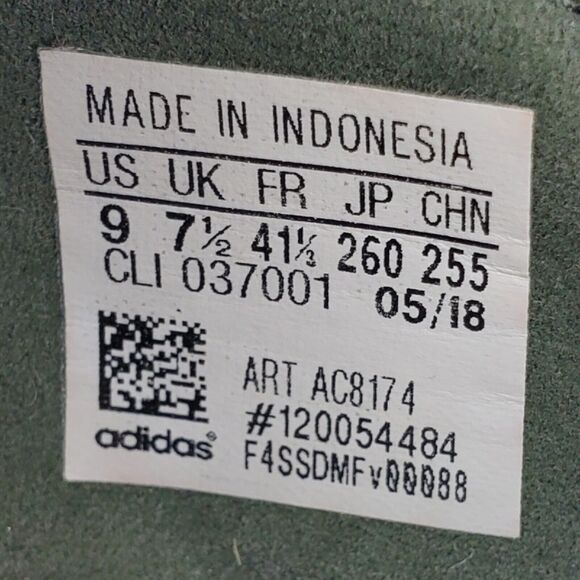 MADE IN INDONESIA
US UK FR JP CHN
9 7½ 41⅓ 260 255
CLI 037001 05/18
ART AC8174
#120054484
adidas®
F4SSDMFv00088